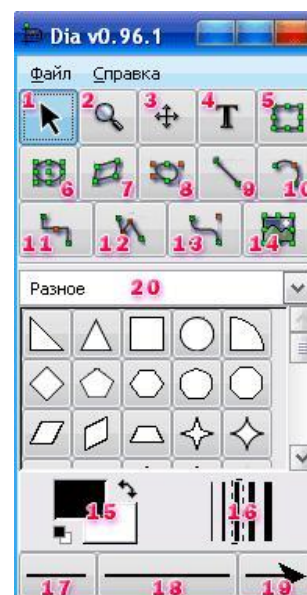 Dia v0.96.1
Файл Справка
1 2 3 4 T 5
6 7 8 9 10
11 12 13 14
Разное 20
15 16
17 18 19